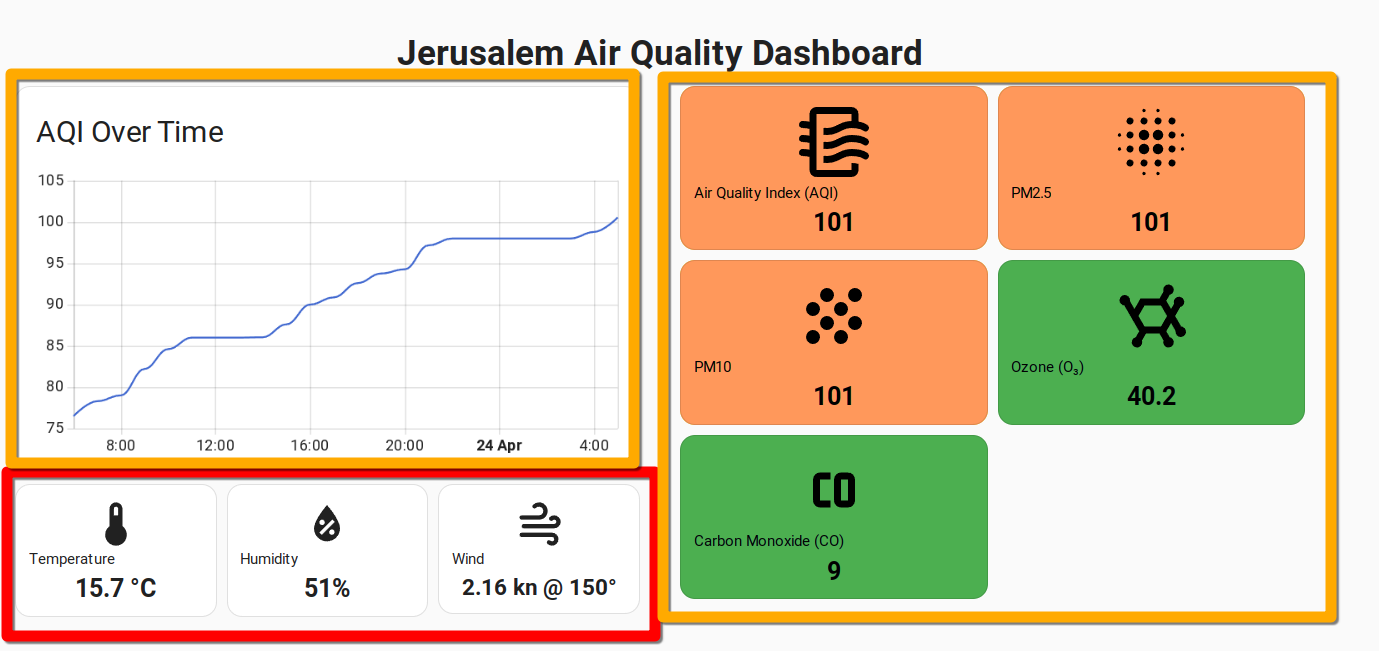 Jerusalem Air Quality Dashboard
AQI Over Time
105
100
95
90
85
80
75
8:00 12:00 16:00 20:00 24 Apr 4:00
Temperature
15.7 °C
Humidity
51%
Wind
2.16 kn @ 150°
Air Quality Index (AQI)
101
PM2.5
101
PM10
101
Ozone (O₃)
40.2
CO
Carbon Monoxide (CO)
9